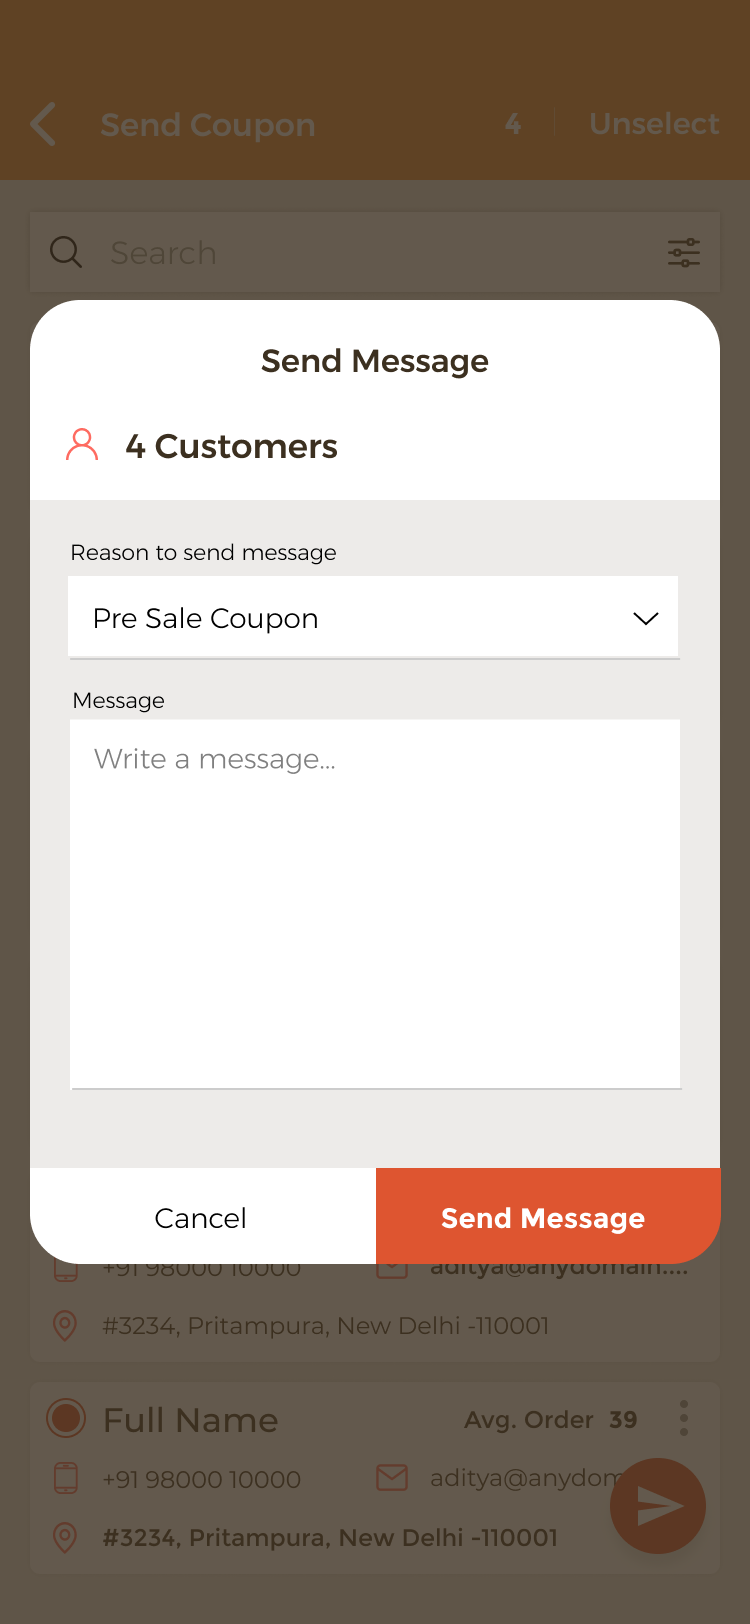 Send Coupon 4 Unselect
Search
Send Message
4 Customers
Reason to send message
Pre Sale Coupon
Message
Write a message...
Cancel Send Message
+91 98000 10000 aditya@anydomain....
#3234, Pritampura, New Delhi -110001
Full Name Avg. Order 39
+91 98000 10000 aditya@anydom
#3234, Pritampura, New Delhi -110001